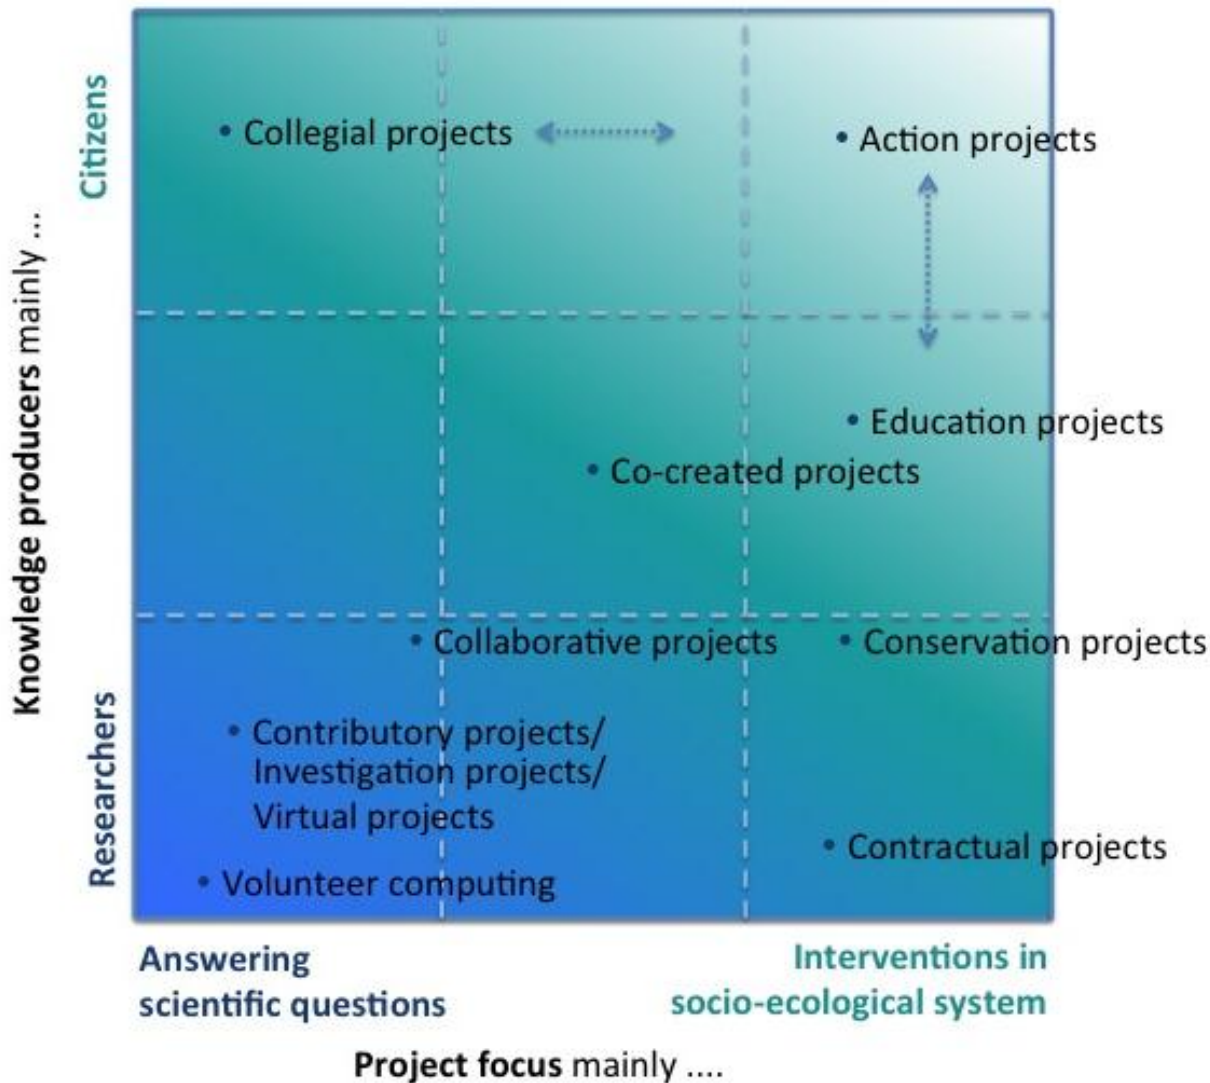 Knowledge producers mainly ...
Citizens
Researchers
• Collegial projects
• Action projects
• Education projects
• Co-created projects
• Collaborative projects
• Conservation projects
• Contributory projects/
Investigation projects/
Virtual projects
• Contractual projects
• Volunteer computing
Answering
scientific questions
Interventions in
socio-ecological system
Project focus mainly ....